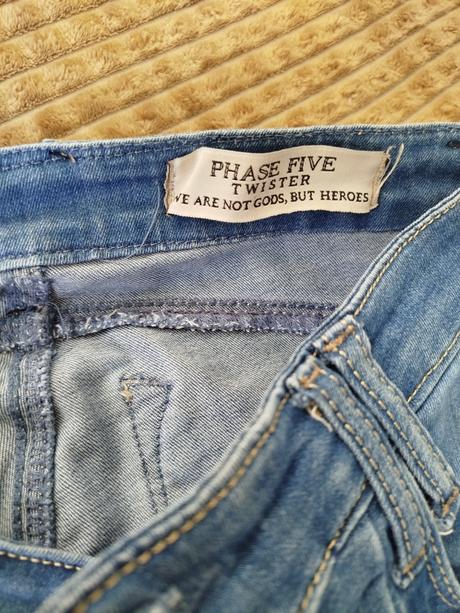 PHASE FIVE
TWISTER
WE ARE NOT GODS, BUT HEROES